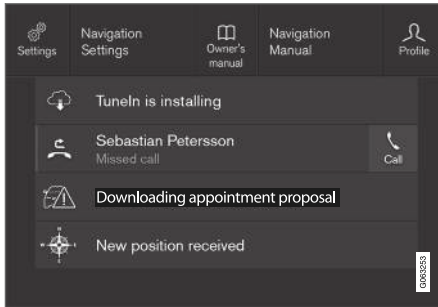 Settings
Navigation
Settings
Owner's
manual
Navigation
Manual
Profile
TuneIn is installing
Sebastian Petersson
Missed call
Call
Downloading appointment proposal
New position received
G063253